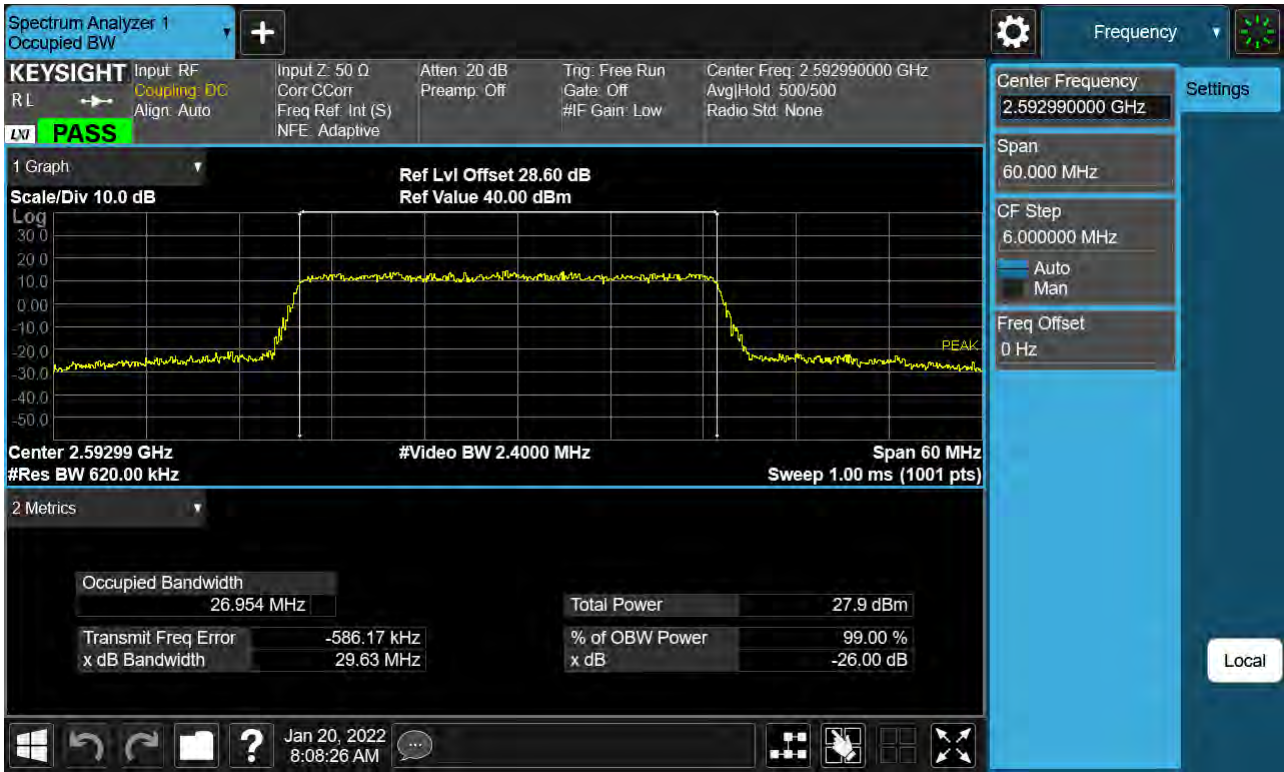 Spectrum Analyzer 1
Occupied BW
+
Frequency
KEYSIGHT
RL
LXI PASS
Input: RF
Coupling: DC
Align: Auto
Input Z: 50 Ω
Corr CCorr
Freq Ref: Int (S)
NFE: Adaptive
Atten: 20 dB
Preamp: Off
Trig: Free Run
Gate: Off
#IF Gain: Low
Center Freq: 2.592990000 GHz
Avg|Hold: 500/500
Radio Std: None
Center Frequency
2.592990000 GHz
Settings
Span
60.000 MHz
CF Step
6.000000 MHz
Auto
Man
Freq Offset
0 Hz
Local
1 Graph
Scale/Div 10.0 dB
Ref Lvl Offset 28.60 dB
Ref Value 40.00 dBm
Log
30.0
20.0
10.0
0.00
-10.0
-20.0
-30.0
-40.0
-50.0
PEAK
Center 2.59299 GHz
#Video BW 2.4000 MHz
Span 60 MHz
#Res BW 620.00 kHz
Sweep 1.00 ms (1001 pts)
2 Metrics
Occupied Bandwidth
26.954 MHz
Total Power 27.9 dBm
Transmit Freq Error -586.17 kHz
% of OBW Power 99.00 %
x dB Bandwidth 29.63 MHz
x dB -26.00 dB
?
Jan 20, 2022
8:08:26 AM